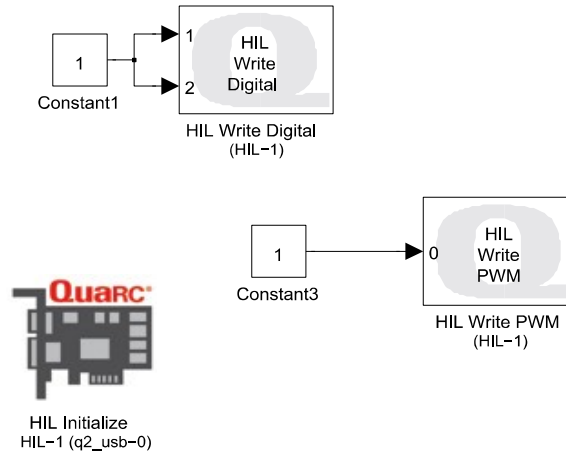 1
Constant1
1
2
HIL
Write
Digital
HIL Write Digital
(HIL−1)
1
Constant3
0
HIL
Write
PWM
HIL Write PWM
(HIL−1)
QUARC®
HIL Initialize
HIL−1 (q2_usb−0)